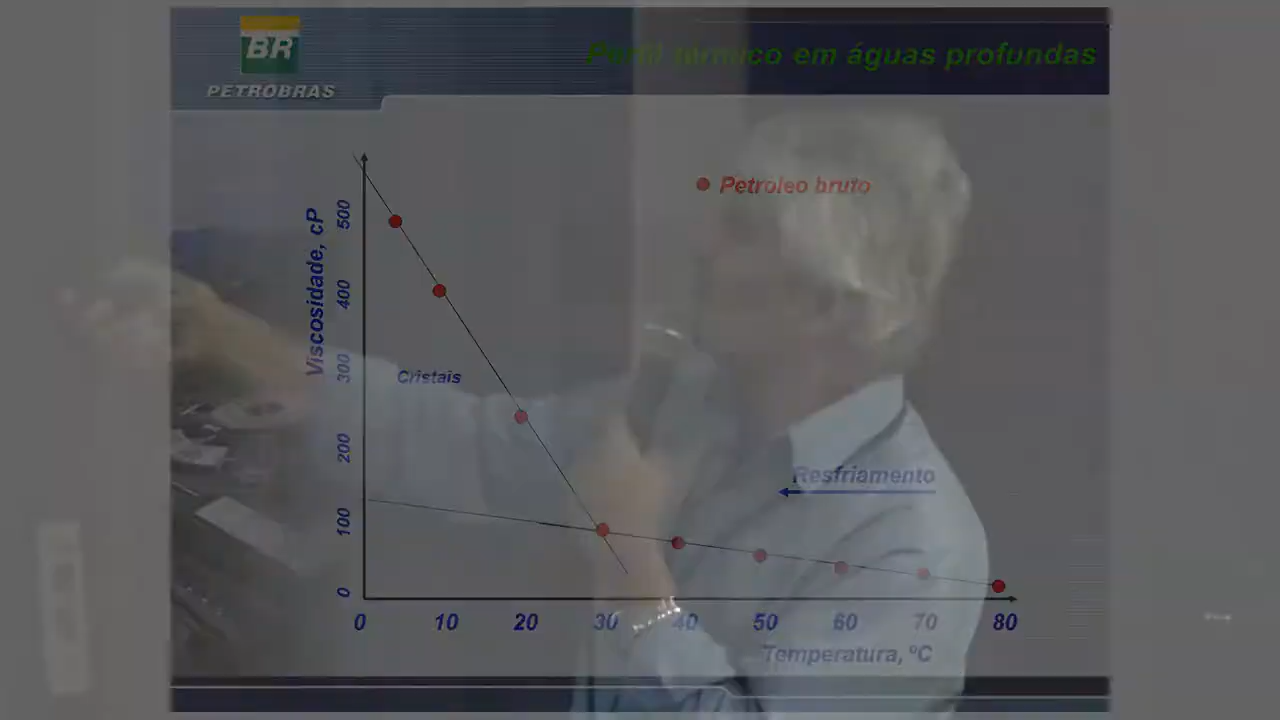 BR
PETROBRAS
Perfil térmico em águas profundas
Petróleo bruto
Viscosidade, cP
500
400
300
200
100
0
Cristais
Resfriamento
0 10 20 30 40 50 60 70 80
Temperatura, ºC